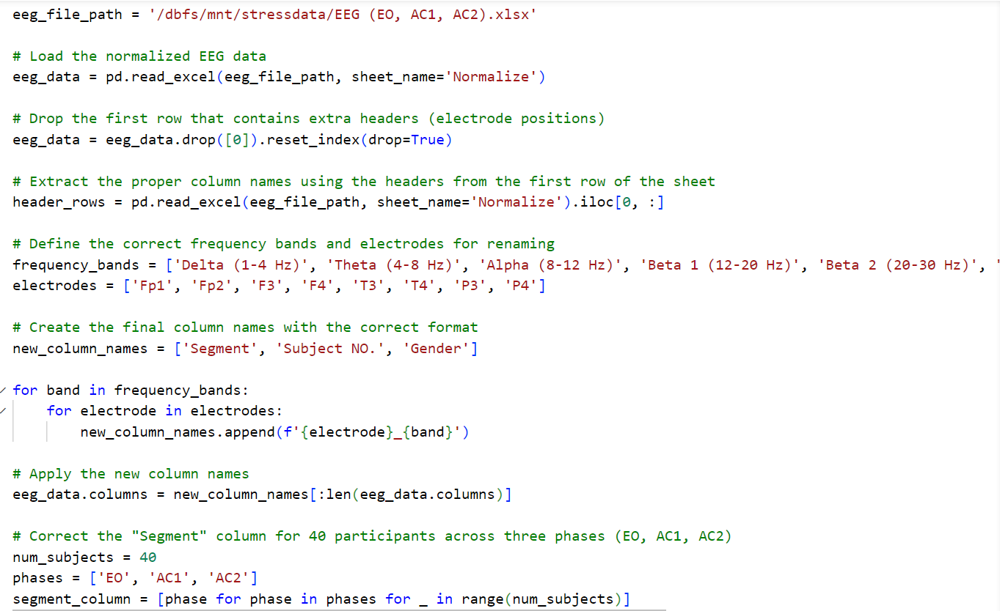 eeg_file_path = '/dbfs/mnt/stressdata/EEG (EO, AC1, AC2).xlsx'
# Load the normalized EEG data
eeg_data = pd.read_excel(eeg_file_path, sheet_name='Normalize')
# Drop the first row that contains extra headers (electrode positions)
eeg_data = eeg_data.drop([0]).reset_index(drop=True)
# Extract the proper column names using the headers from the first row of the sheet
header_rows = pd.read_excel(eeg_file_path, sheet_name='Normalize').iloc[0, :]
# Define the correct frequency bands and electrodes for renaming
frequency_bands = ['Delta (1-4 Hz)', 'Theta (4-8 Hz)', 'Alpha (8-12 Hz)', 'Beta 1 (12-20 Hz)', 'Beta 2 (20-30 Hz)', '
electrodes = ['Fp1', 'Fp2', 'F3', 'F4', 'T3', 'T4', 'P3', 'P4']
# Create the final column names with the correct format
new_column_names = ['Segment', 'Subject NO.', 'Gender']
for band in frequency_bands:
    for electrode in electrodes:
        new_column_names.append(f'{electrode}_{band}')
# Apply the new column names
eeg_data.columns = new_column_names[:len(eeg_data.columns)]
# Correct the "Segment" column for 40 participants across three phases (EO, AC1, AC2)
num_subjects = 40
phases = ['EO', 'AC1', 'AC2']
segment_column = [phase for phase in phases for _ in range(num_subjects)]